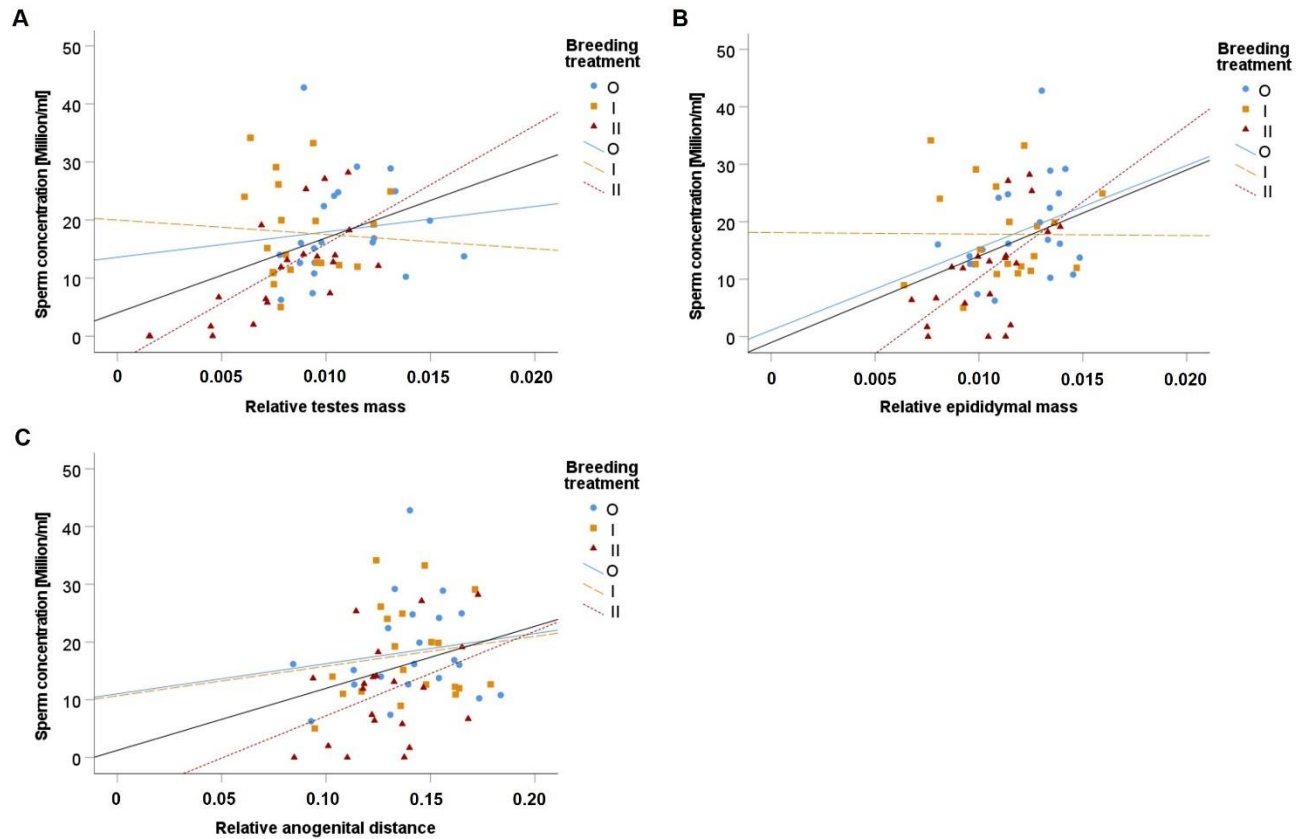 A
50
40
30
20
10
0
Sperm concentration [Million/ml]
0 0.005 0.010 0.015 0.020
Relative testes mass
Breeding
treatment
O
I
II
O
I
II
B
50
40
30
20
10
0
Sperm concentration [Million/ml]
0 0.005 0.010 0.015 0.020
Relative epididymal mass
Breeding
treatment
O
I
II
O
I
II
C
50
40
30
20
10
0
Sperm concentration [Million/ml]
0 0.05 0.10 0.15 0.20
Relative anogenital distance
Breeding
treatment
O
I
II
O
I
II